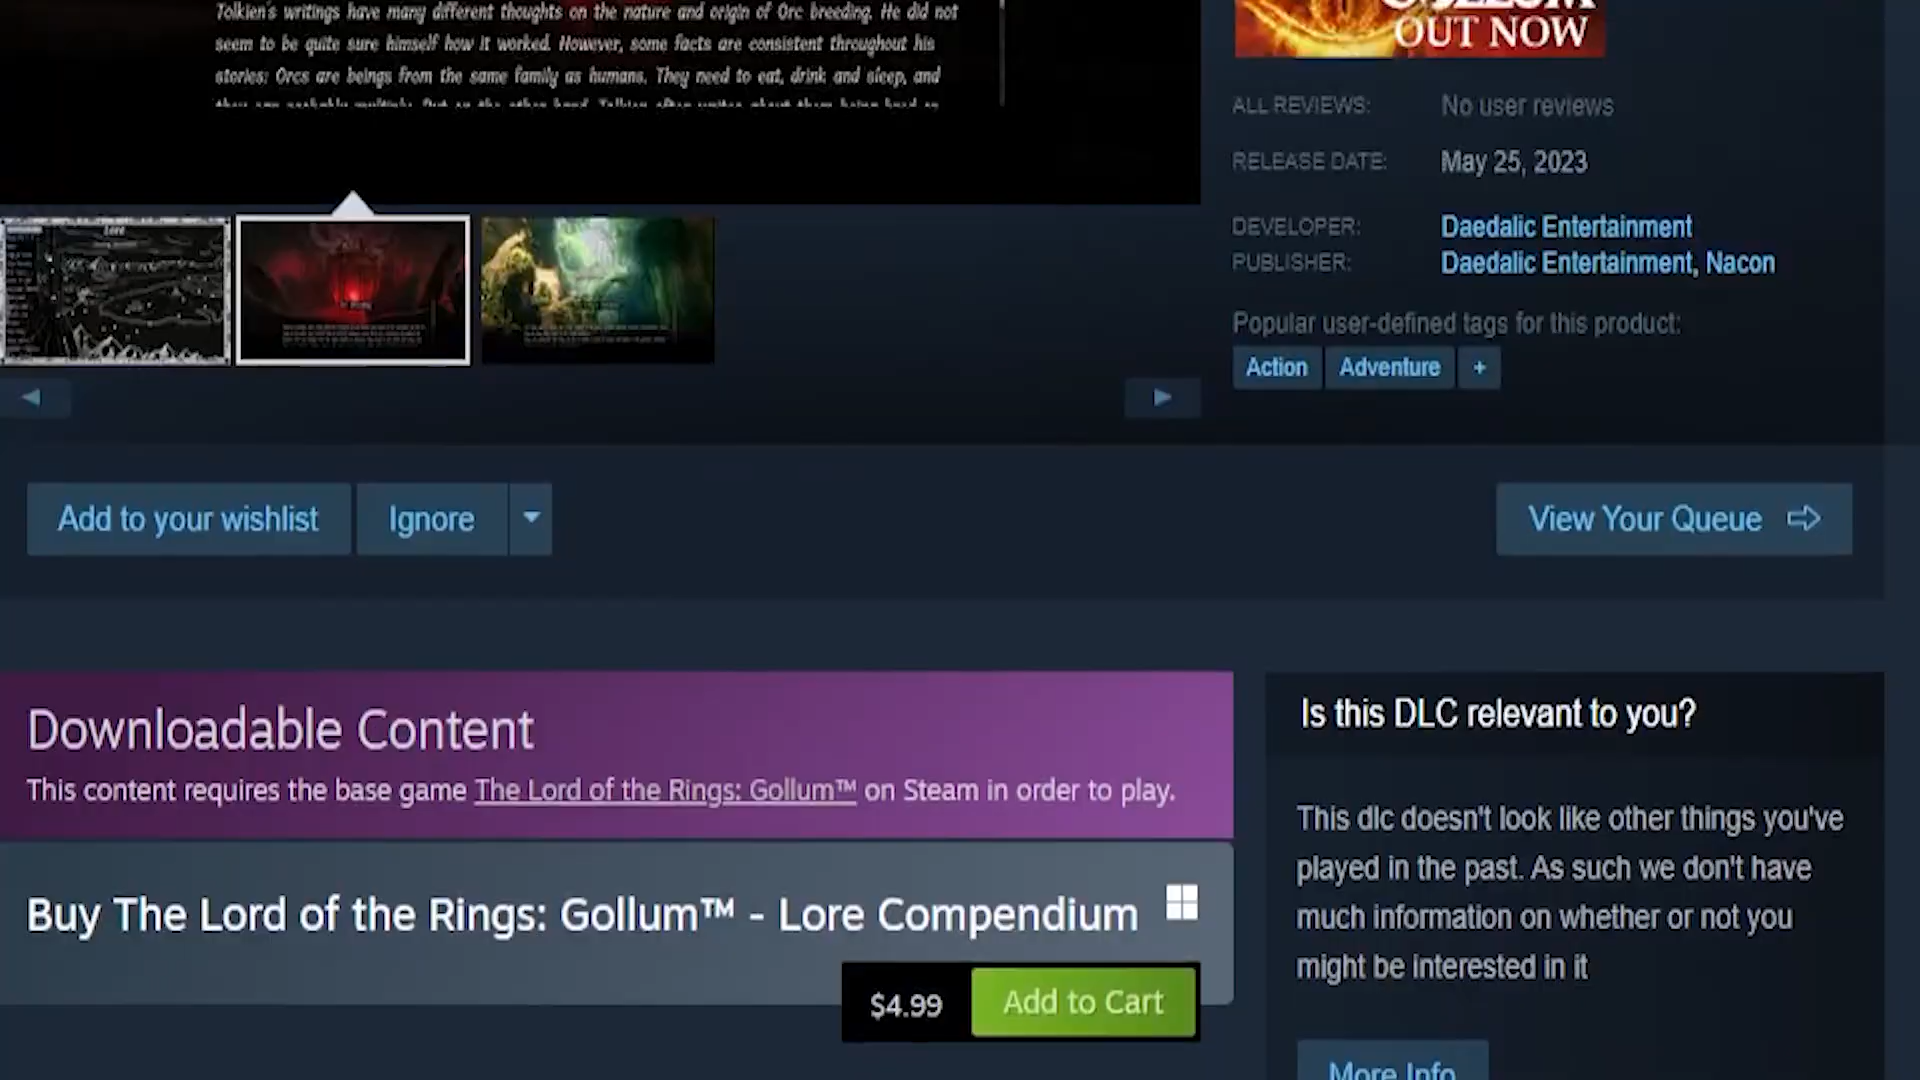 Tolkien's writings have many different thoughts on the nature and origin of Orc breeding. He did not
seem to be quite sure himself how it worked. However, some facts are consistent throughout his
stories: Orcs are beings from the same family as humans. They need to eat, drink and sleep, and
OUT NOW
ALL REVIEWS: No user reviews
RELEASE DATE: May 25, 2023
DEVELOPER: Daedalic Entertainment
PUBLISHER: Daedalic Entertainment, Nacon
Popular user-defined tags for this product:
Action Adventure +
Lore
Add to your wishlist Ignore View Your Queue
Downloadable Content
This content requires the base game The Lord of the Rings: Gollum™ on Steam in order to play.
Buy The Lord of the Rings: Gollum™ - Lore Compendium
$4.99 Add to Cart
Is this DLC relevant to you?
This dlc doesn't look like other things you've
played in the past. As such we don't have
much information on whether or not you
might be interested in it
More Info